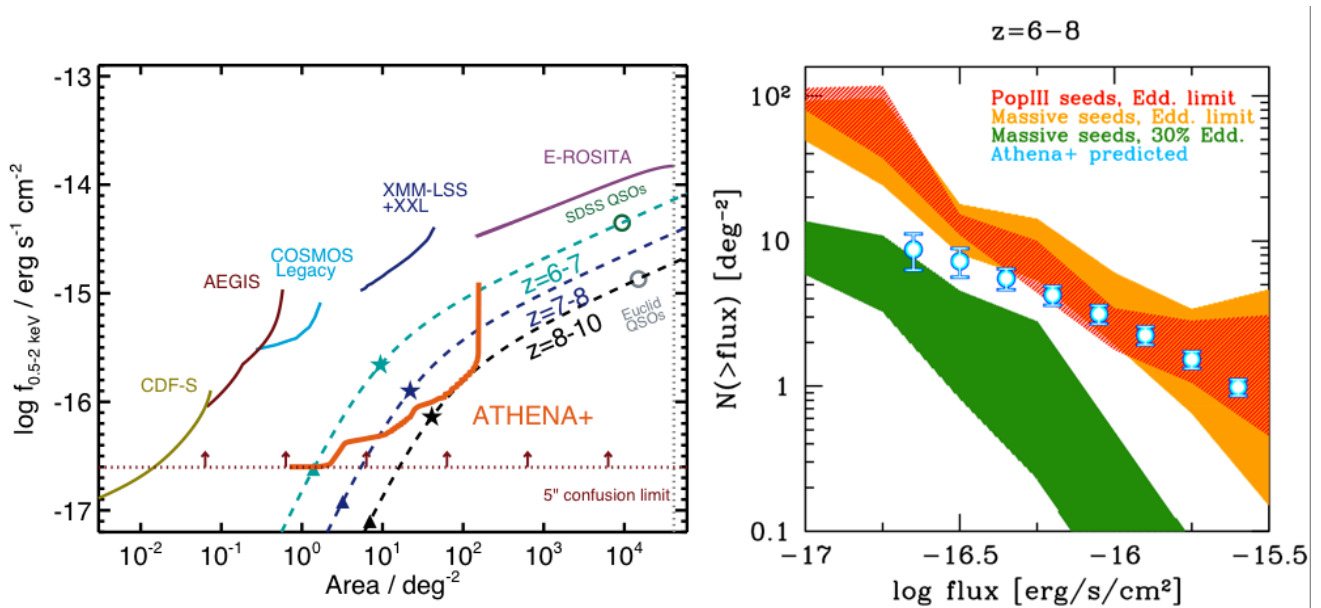 -13
-14
-15
-16
-17
log f₀.₅₋₂ ₖₑᵥ / erg s⁻¹ cm⁻²
E-ROSITA
XMM-LSS
+XXL
SDSS QSOs
COSMOS
Legacy
AEGIS
z=6-7
z=7-8
z=8-10
Euclid
QSOs
CDF-S
ATHENA+
5" confusion limit
10⁻²
10⁻¹
10⁰
10¹
10²
10³
10⁴
Area / deg⁻²
z=6-8
PopIII seeds, Edd. limit
Massive seeds, Edd. limit
Massive seeds, 30% Edd.
Athena+ predicted
10²
10
1
0.1
N(>flux) [deg⁻²]
-17
-16.5
-16
-15.5
log flux [erg/s/cm²]